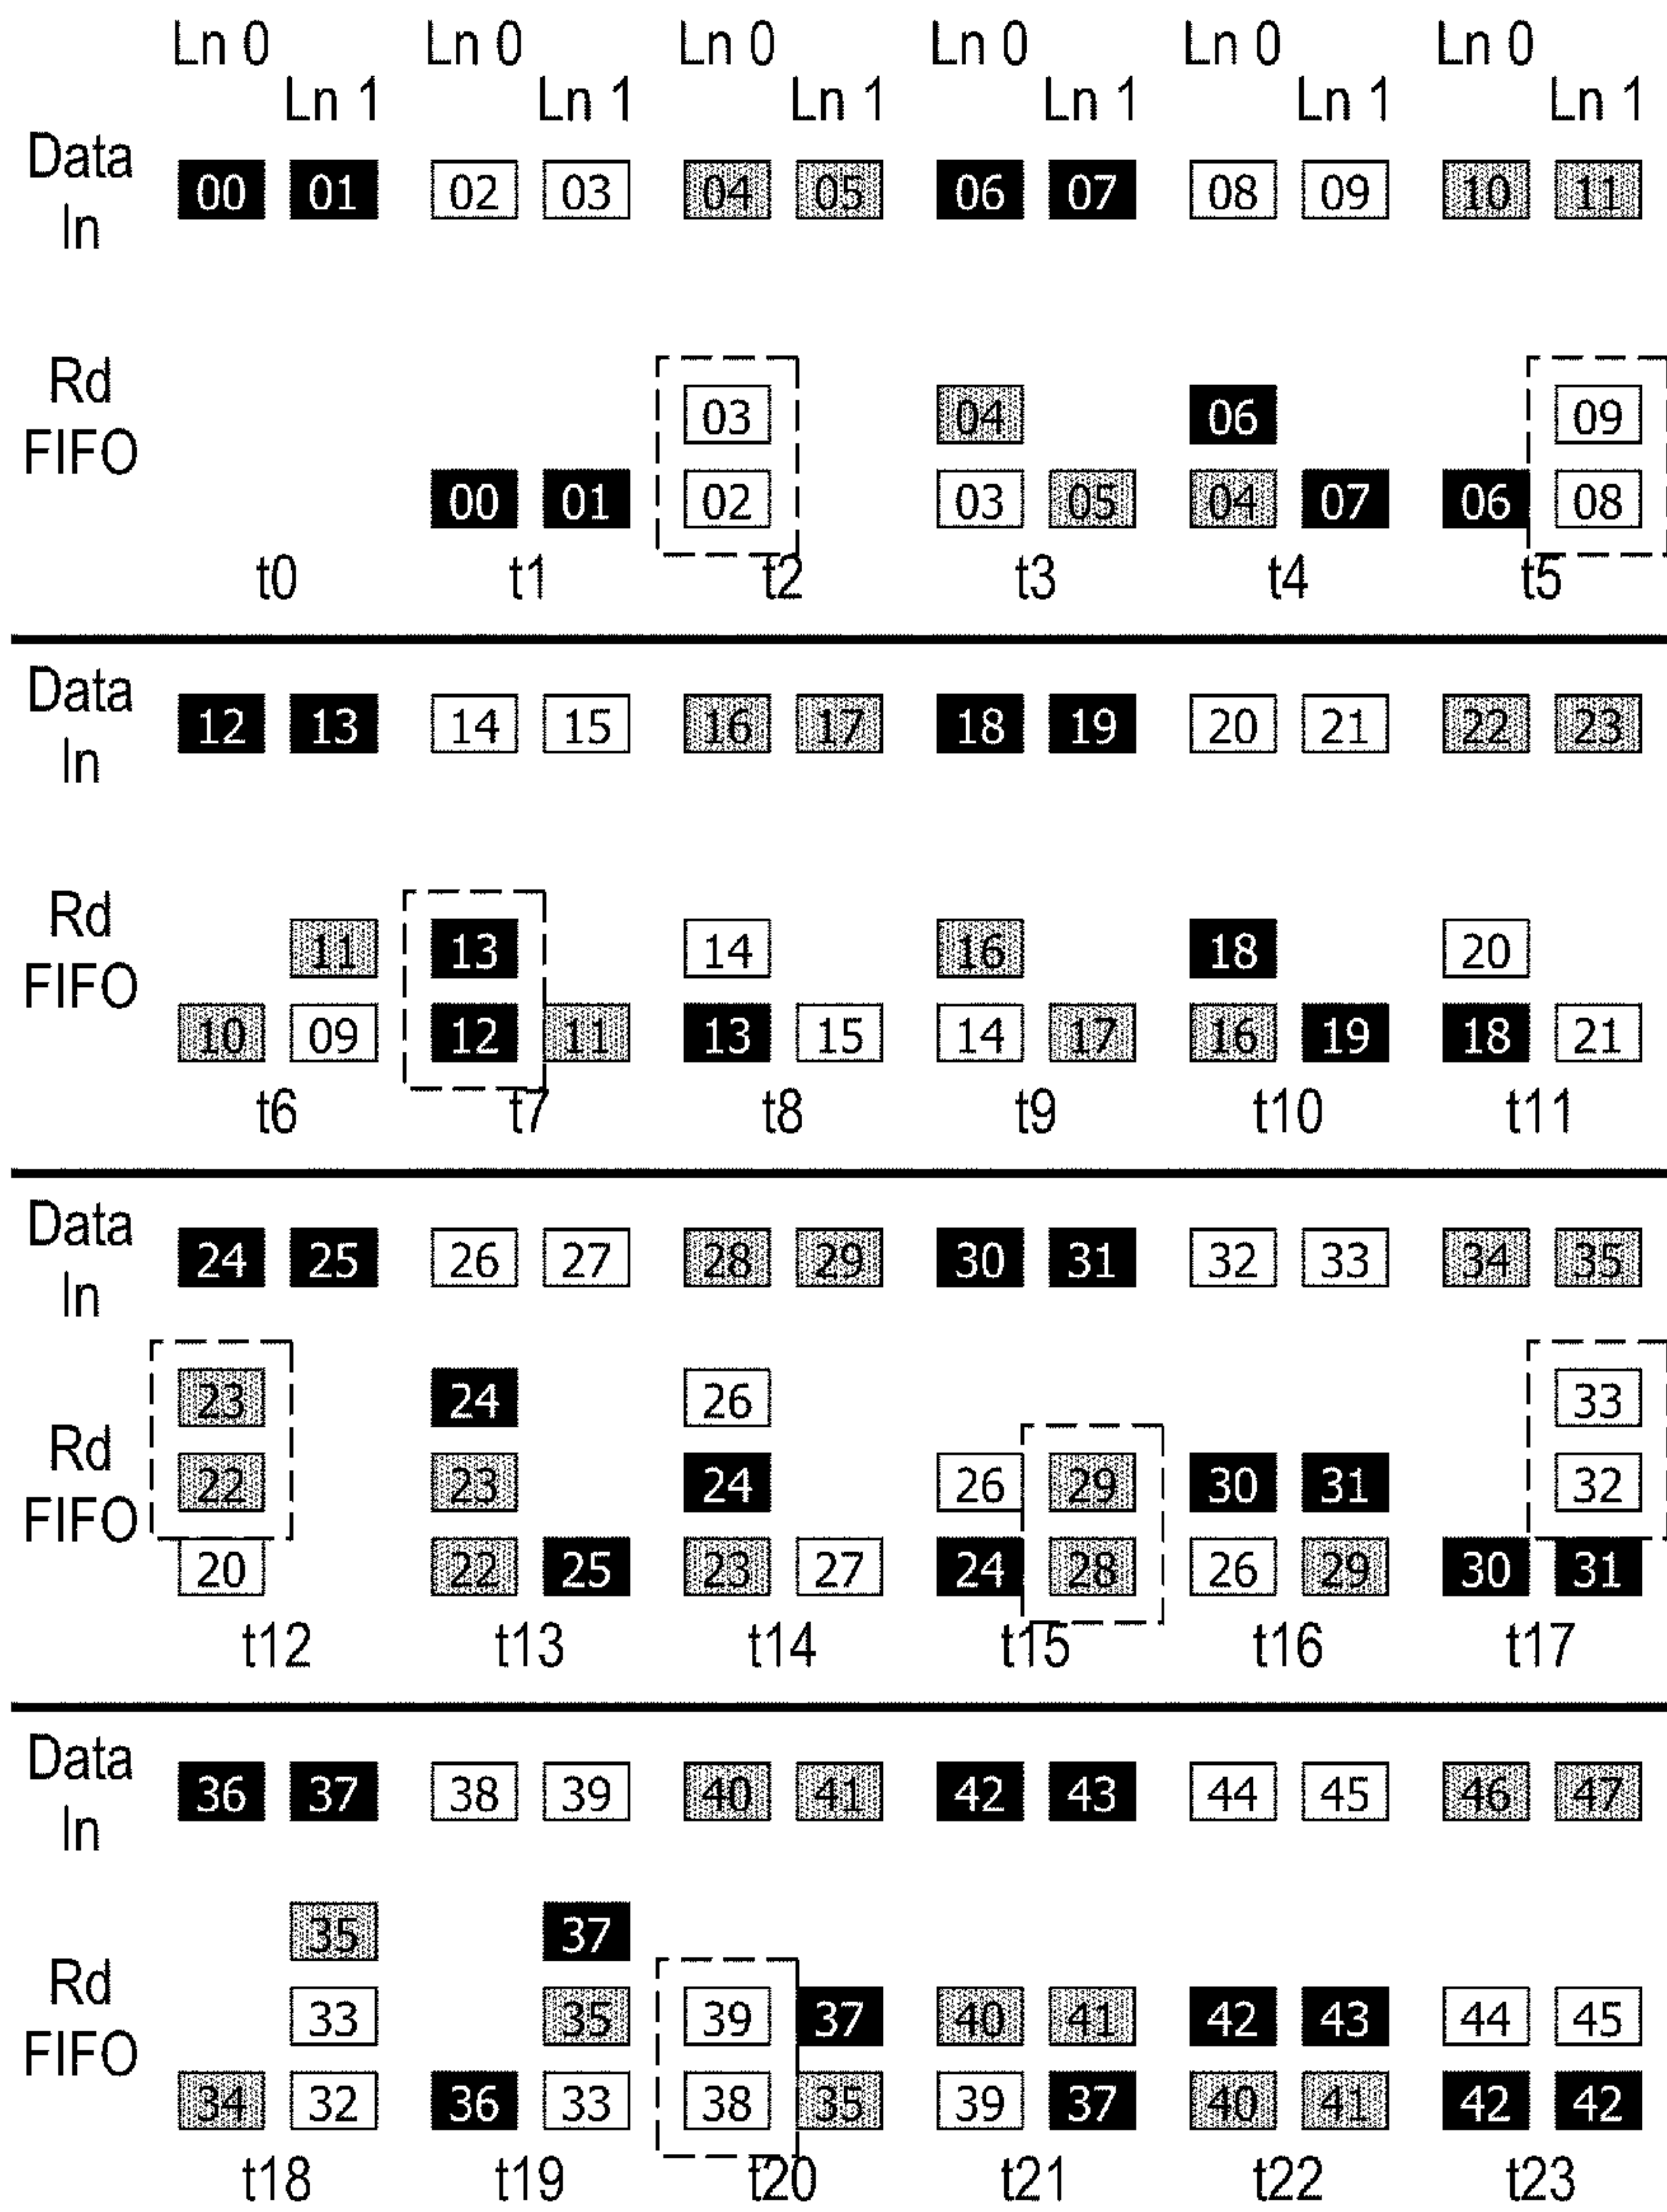 Ln 0 Ln 0 Ln 0 Ln 0 Ln 0 Ln 0
Ln 1 Ln 1 Ln 1 Ln 1 Ln 1 Ln 1
Data In 00 01 02 03 04 05 06 07 08 09 10 11
Rd FIFO
03 04 06 09
00 01 02 03 05 04 07 06 08
t0 t1 t2 t3 t4 t5
Data In 12 13 14 15 16 17 18 19 20 21 22 23
Rd FIFO
11 13 14 16 18 20
10 09 12 11 13 15 14 17 16 19 18 21
t6 t7 t8 t9 t10 t11
Data In 24 25 26 27 28 29 30 31 32 33 34 35
Rd FIFO
23 24 26 33
22 23 24 26 29 30 31 32
20 22 25 23 27 24 28 26 29 30 31
t12 t13 t14 t15 t16 t17
Data In 36 37 38 39 40 41 42 43 44 45 46 47
Rd FIFO
35 37
33 35 39 37 40 41 42 43 44 45
34 32 36 33 38 35 39 37 40 41 42 42
t18 t19 t20 t21 t22 t23